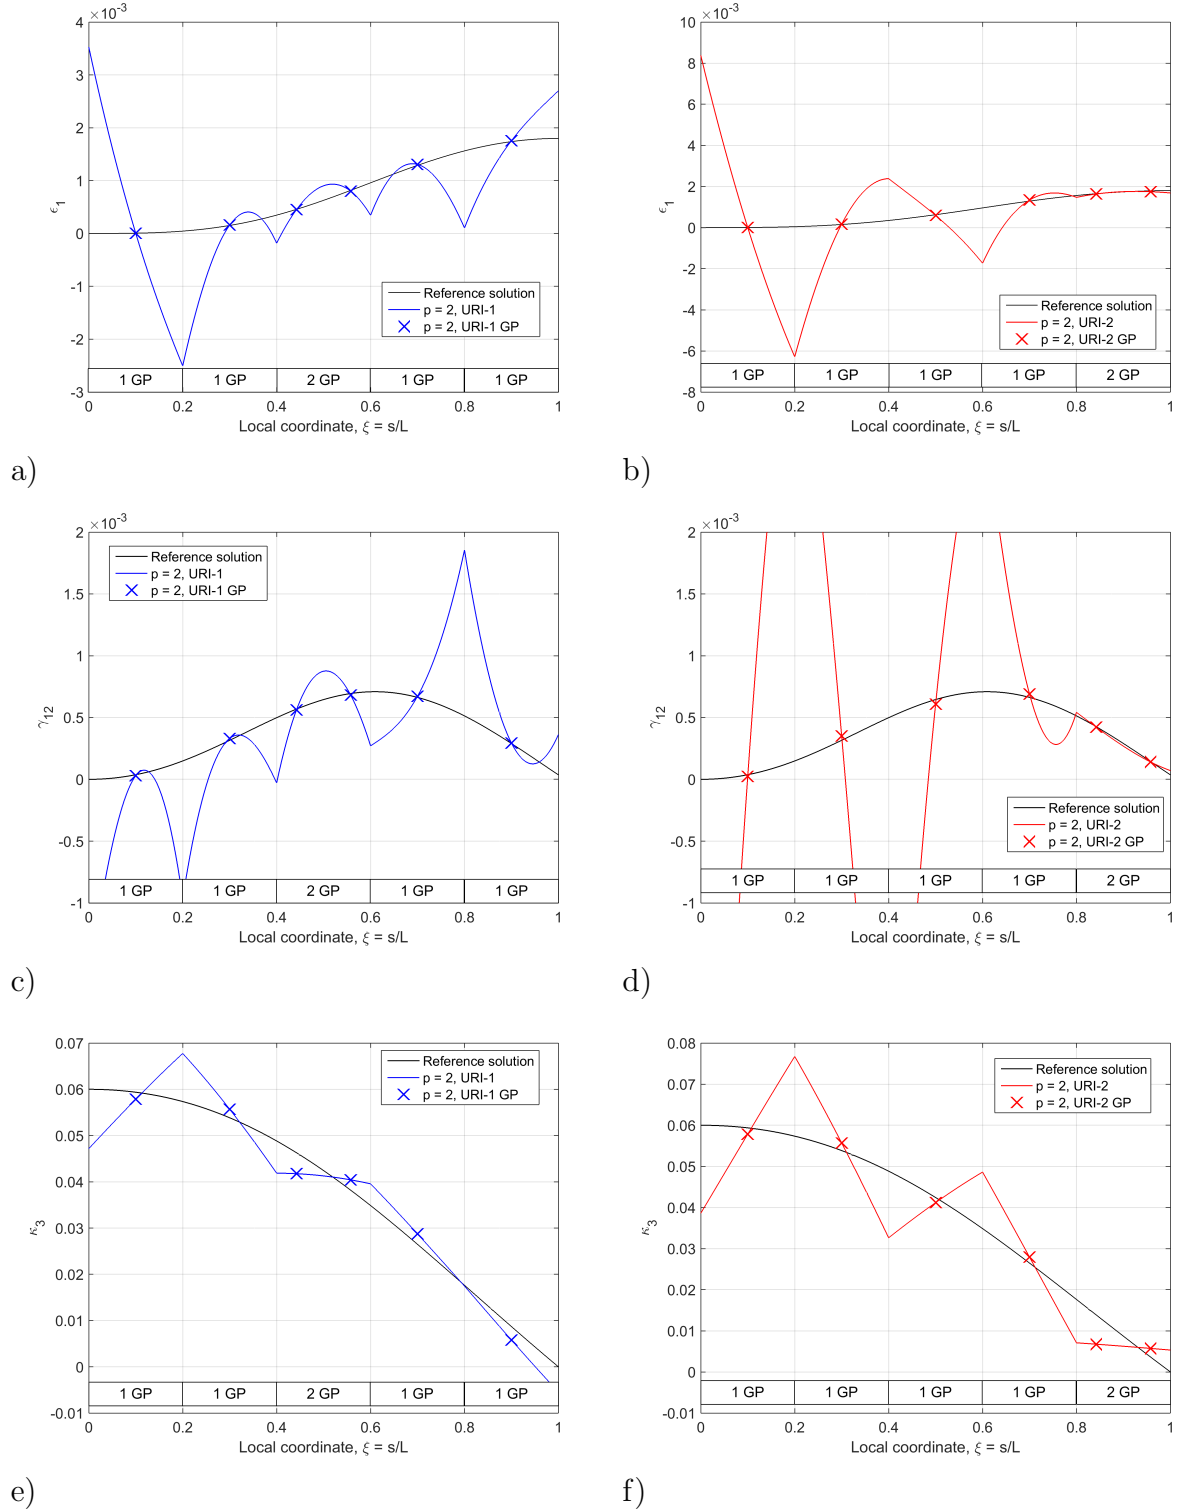 ×10⁻³
4
3
2
1
0
-1
-2
-3
ϵ₁
Reference solution
p = 2, URI-1
p = 2, URI-1 GP
1 GP 1 GP 2 GP 1 GP 1 GP
0 0.2 0.4 0.6 0.8 1
Local coordinate, ξ = s/L
a)
×10⁻³
10
8
6
4
2
0
-2
-4
-6
-8
ϵ₁
Reference solution
p = 2, URI-2
p = 2, URI-2 GP
1 GP 1 GP 1 GP 1 GP 2 GP
0 0.2 0.4 0.6 0.8 1
Local coordinate, ξ = s/L
b)
×10⁻³
2
1.5
1
0.5
0
-0.5
-1
γ₁₂
Reference solution
p = 2, URI-1
p = 2, URI-1 GP
1 GP 1 GP 2 GP 1 GP 1 GP
0 0.2 0.4 0.6 0.8 1
Local coordinate, ξ = s/L
c)
×10⁻³
2
1.5
1
0.5
0
-0.5
-1
γ₁₂
Reference solution
p = 2, URI-2
p = 2, URI-2 GP
1 GP 1 GP 1 GP 1 GP 2 GP
0 0.2 0.4 0.6 0.8 1
Local coordinate, ξ = s/L
d)
0.07
0.06
0.05
0.04
0.03
0.02
0.01
0
-0.01
κ₃
Reference solution
p = 2, URI-1
p = 2, URI-1 GP
1 GP 1 GP 2 GP 1 GP 1 GP
0 0.2 0.4 0.6 0.8 1
Local coordinate, ξ = s/L
e)
0.08
0.07
0.06
0.05
0.04
0.03
0.02
0.01
0
-0.01
κ₃
Reference solution
p = 2, URI-2
p = 2, URI-2 GP
1 GP 1 GP 1 GP 1 GP 2 GP
0 0.2 0.4 0.6 0.8 1
Local coordinate, ξ = s/L
f)